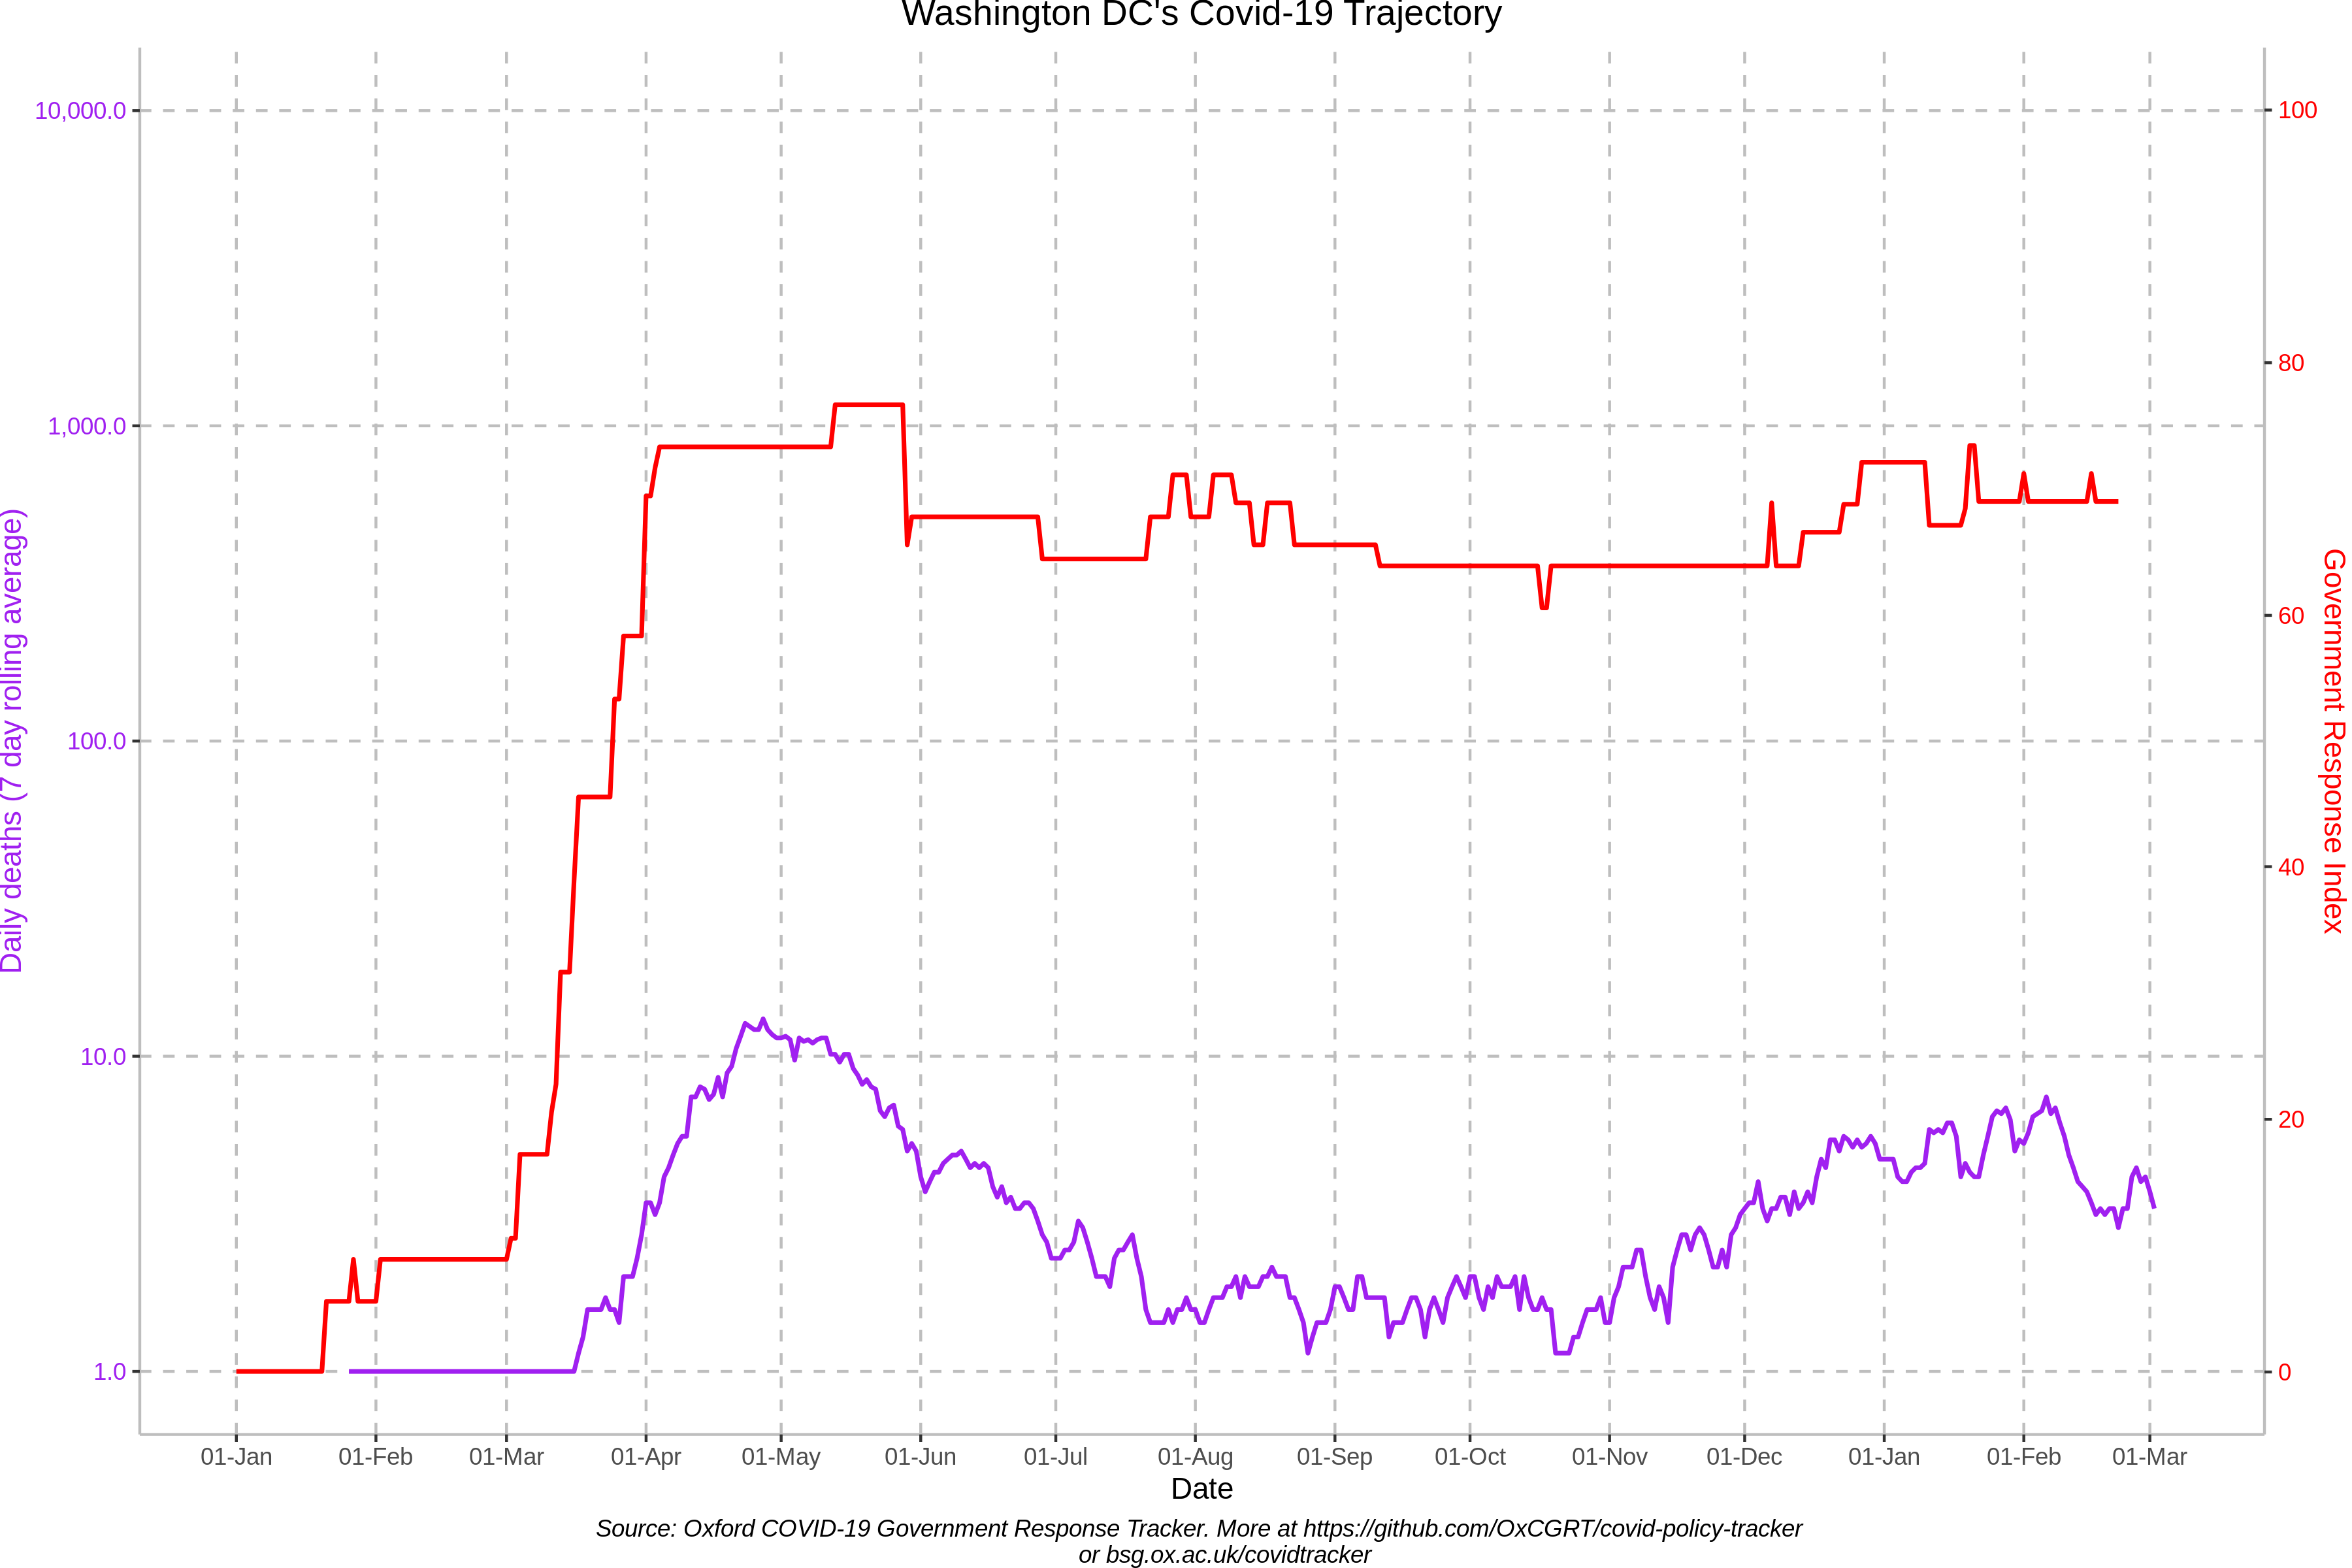 Washington DC's Covid-19 Trajectory
Daily deaths (7 day rolling average)
10,000.0
1,000.0
100.0
10.0
1.0
100
80
60
40
20
0
Government Response Index
01-Jan 01-Feb 01-Mar 01-Apr 01-May 01-Jun 01-Jul 01-Aug 01-Sep 01-Oct 01-Nov 01-Dec 01-Jan 01-Feb 01-Mar
Date
Source: Oxford COVID-19 Government Response Tracker. More at https://github.com/OxCGRT/covid-policy-tracker
or bsg.ox.ac.uk/covidtracker